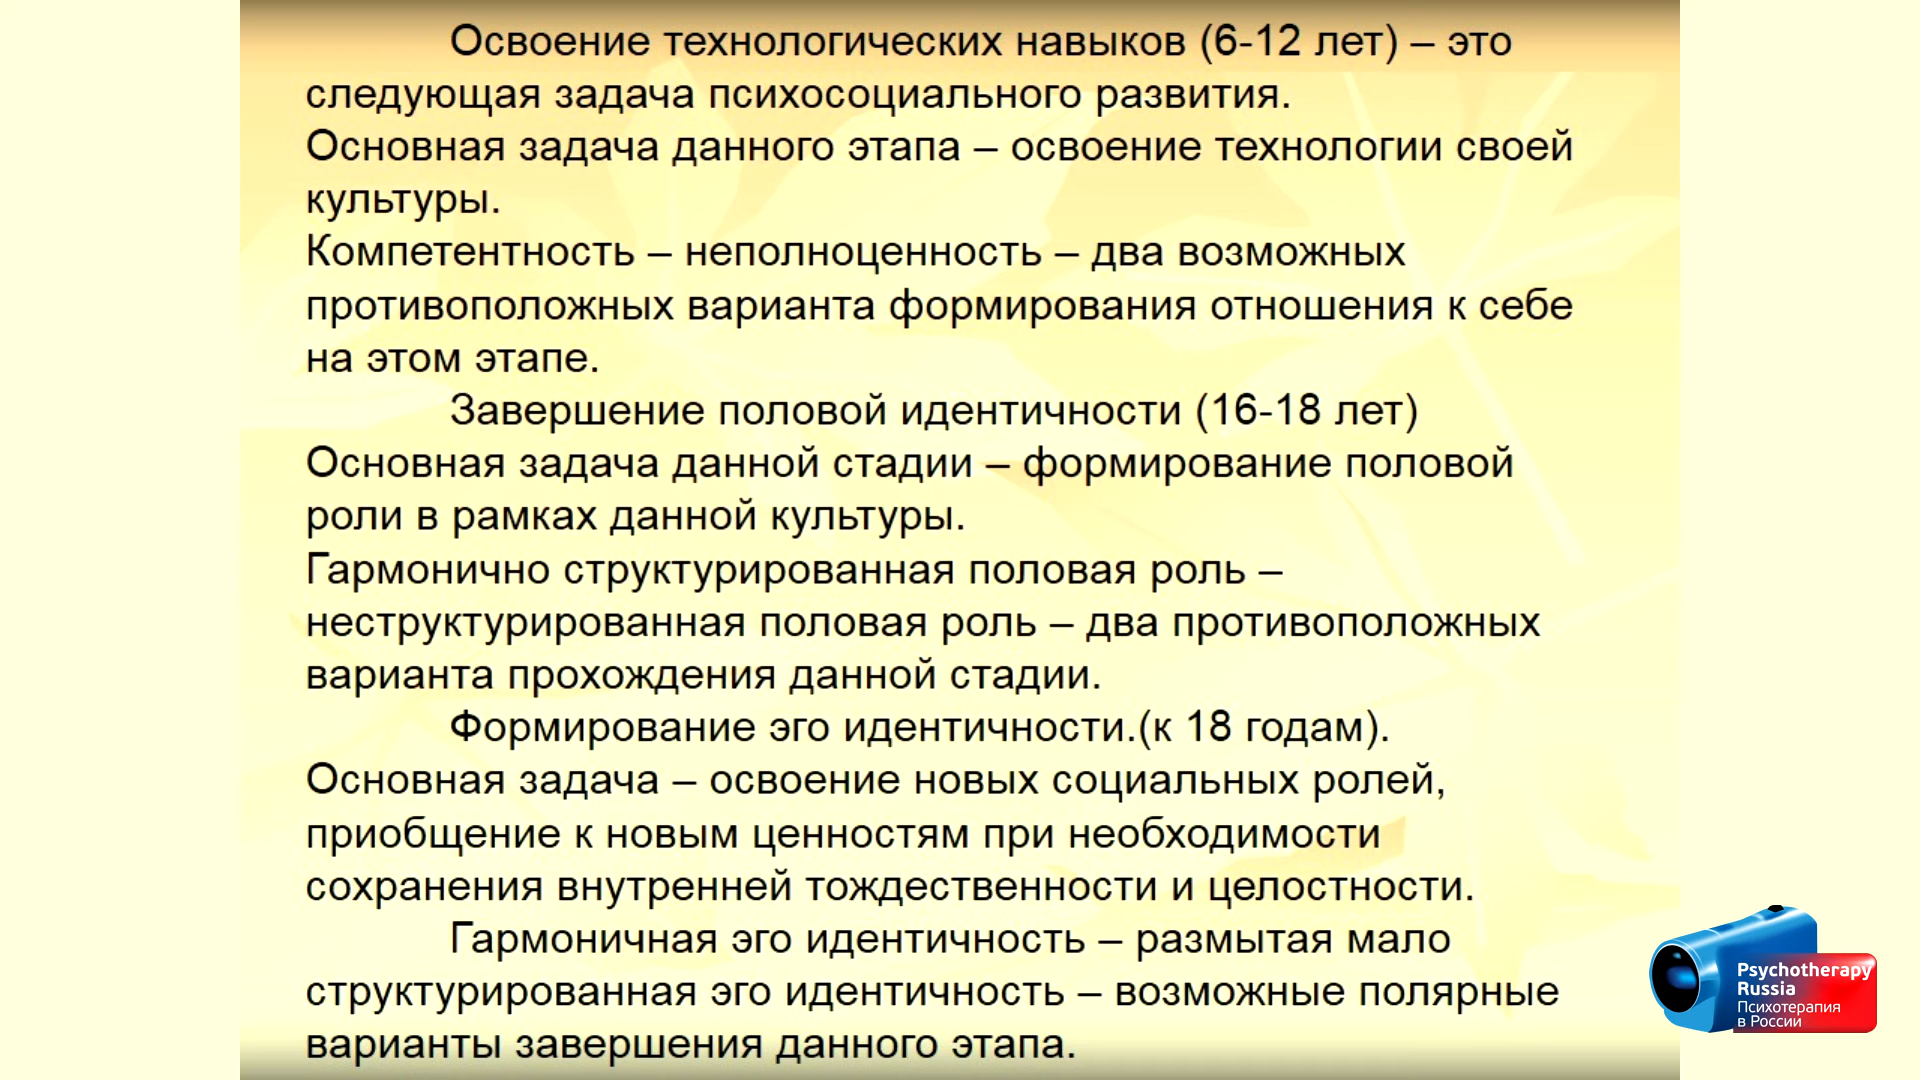 Освоение технологических навыков (6-12 лет) – это
следующая задача психосоциального развития.
Основная задача данного этапа – освоение технологии своей
культуры.
Компетентность – неполноценность – два возможных
противоположных варианта формирования отношения к себе
на этом этапе.
Завершение половой идентичности (16-18 лет)
Основная задача данной стадии – формирование половой
роли в рамках данной культуры.
Гармонично структурированная половая роль –
неструктурированная половая роль – два противоположных
варианта прохождения данной стадии.
Формирование эго идентичности.(к 18 годам).
Основная задача – освоение новых социальных ролей,
приобщение к новым ценностям при необходимости
сохранения внутренней тождественности и целостности.
Гармоничная эго идентичность – размытая мало
структурированная эго идентичность – возможные полярные
варианты завершения данного этапа.
Psychotherapy
Russia
Психотерапия
в России